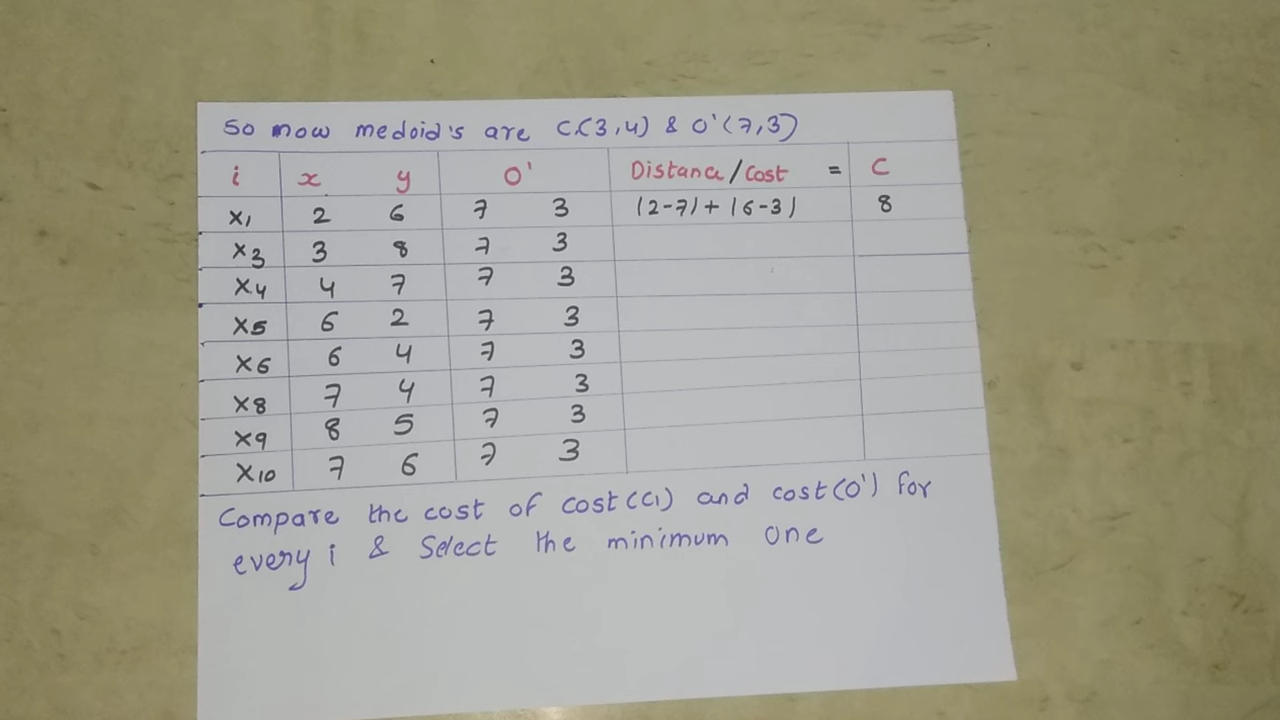 So now medoid's are C1(3,4) & O'(7,3)
i x y O' Distance/Cost = C
X1 2 6 7 3 |2-7|+|6-3| 8
X3 3 8 7 3
X4 4 7 7 3
X5 6 2 7 3
X6 6 4 7 3
X8 7 4 7 3
X9 8 5 7 3
X10 7 6 7 3
Compare the cost of cost(C1) and cost(O') for
every i & Select the minimum one